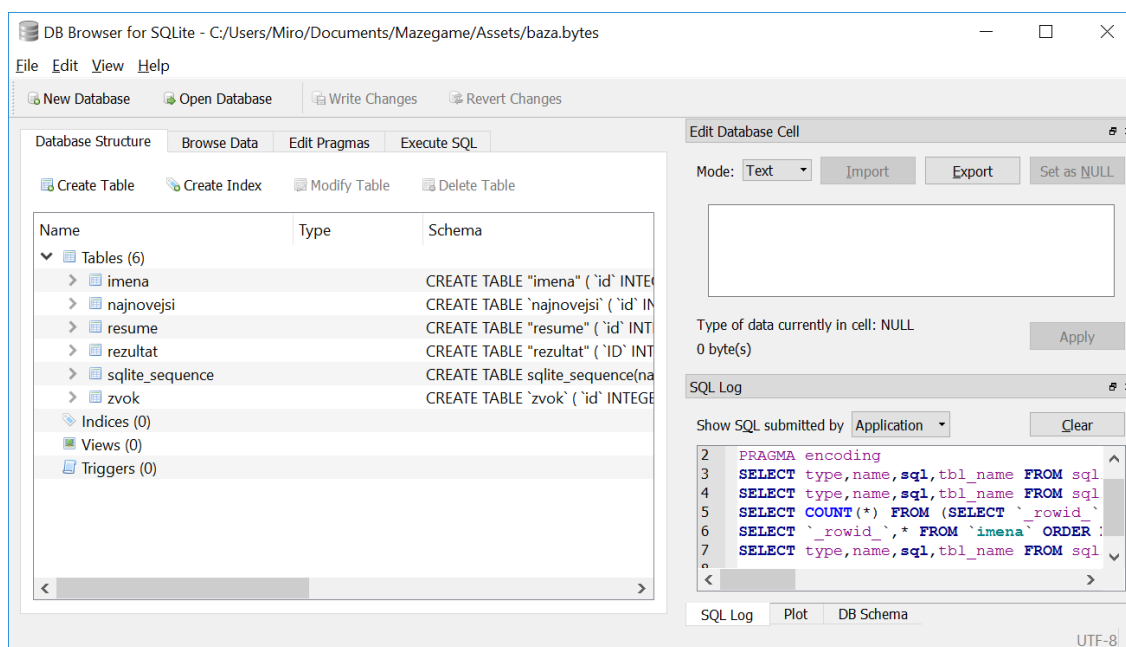 DB Browser for SQLite - C:/Users/Miro/Documents/Mazegame/Assets/baza.bytes
File Edit View Help
New Database Open Database Write Changes Revert Changes
Database Structure Browse Data Edit Pragmas Execute SQL
Create Table Create Index Modify Table Delete Table
Name Type Schema
Tables (6)
imena CREATE TABLE "imena" ( `id` INTE
najnovejsi CREATE TABLE `najnovejsi` ( `id` IN
resume CREATE TABLE "resume" ( `id` INT
rezultat CREATE TABLE "rezultat" ( `ID` INT
sqlite_sequence CREATE TABLE sqlite_sequence(na
zvok CREATE TABLE `zvok` ( `id` INTEGE
Indices (0)
Views (0)
Triggers (0)
Edit Database Cell
Mode: Text Import Export Set as NULL
Type of data currently in cell: NULL
0 byte(s)
Apply
SQL Log
Show SQL submitted by Application Clear
2 PRAGMA encoding
3 SELECT type,name,sql,tbl_name FROM sql
4 SELECT type,name,sql,tbl_name FROM sql
5 SELECT COUNT(*) FROM (SELECT `_rowid_`
6 SELECT `_rowid_`,* FROM `imena` ORDER
7 SELECT type,name,sql,tbl_name FROM sql
SQL Log Plot DB Schema
UTF-8